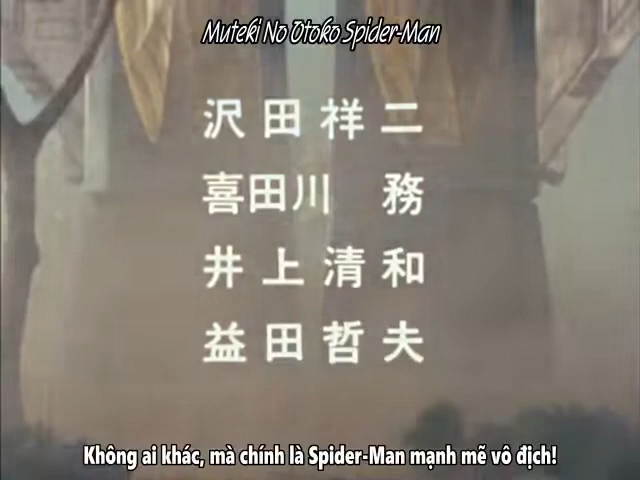 Muteki No Otoko Spider-Man
沢田祥二
喜田川 務
井上清和
益田哲夫
Không ai khác, mà chính là Spider-Man mạnh mẽ vô địch!